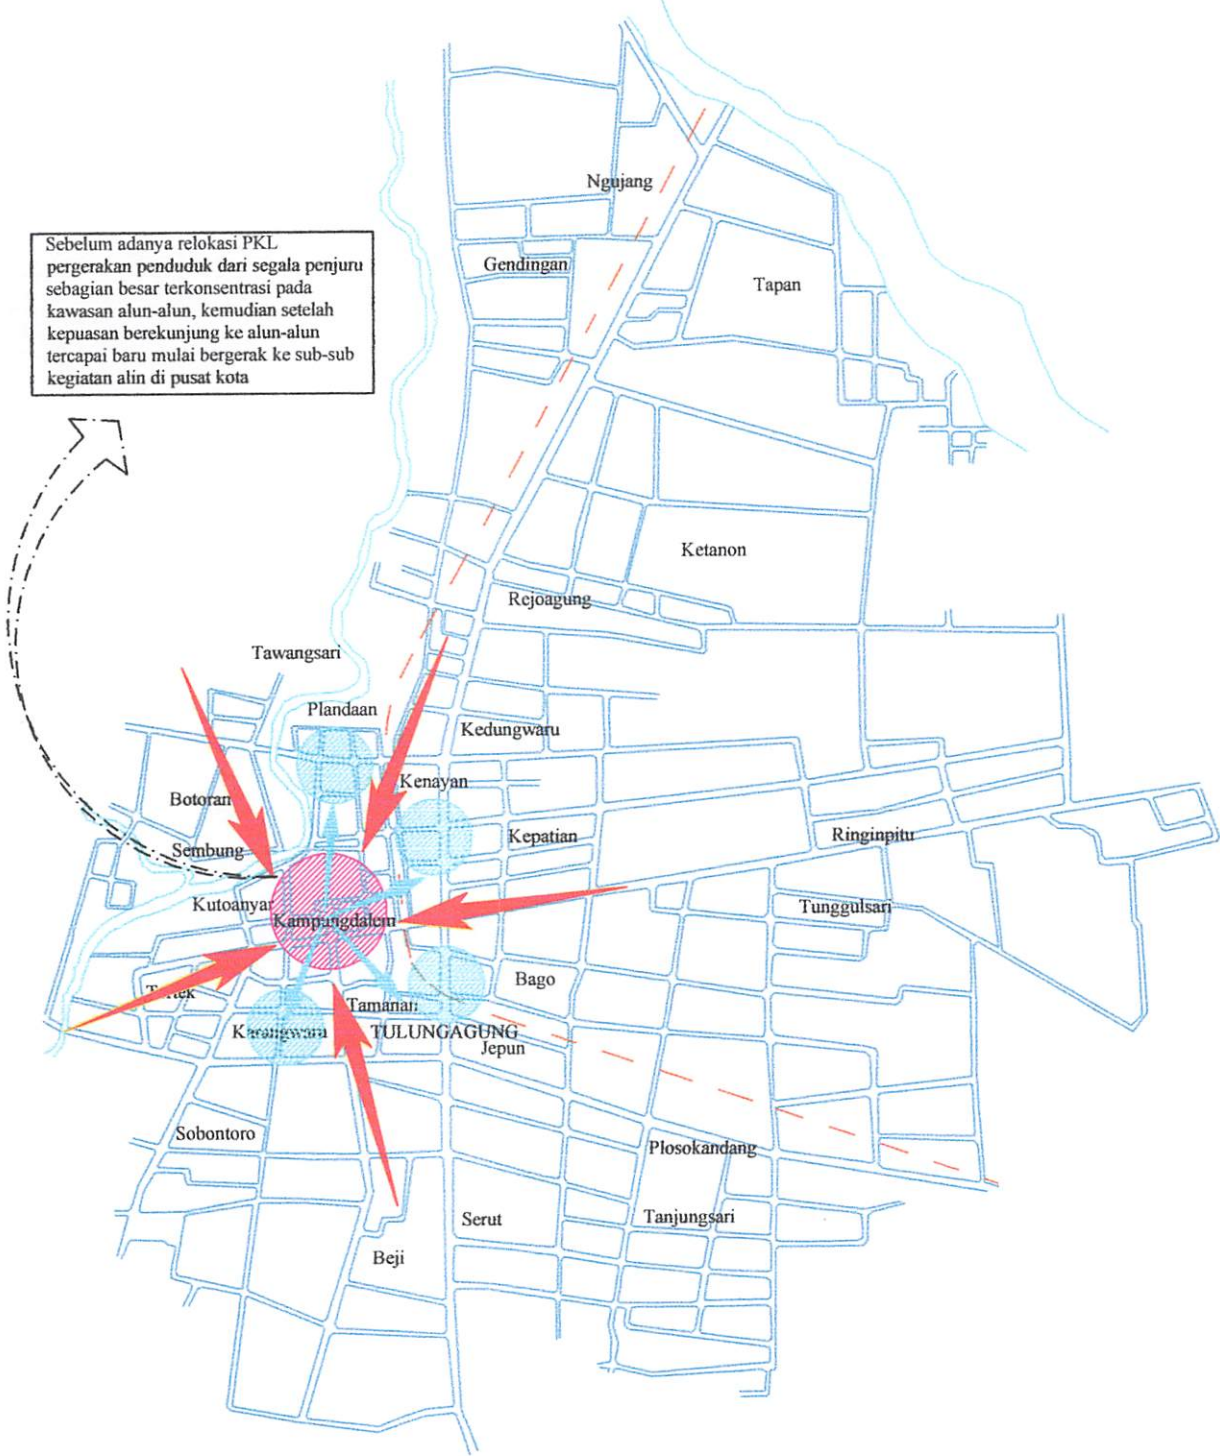 Ngujang
Sebelum adanya relokasi PKL
pergerakan penduduk dari segala penjuru
sebagian besar terkonsentrasi pada
kawasan alun-alun, kemudian setelah
kepuasan berekunjung ke alun-alun
tercapai baru mulai bergerak ke sub-sub
kegiatan alin di pusat kota
Gendingan
Tapan
Ketanon
Rejoagung
Tawangsari
Plandaan
Kedungwaru
Kenayan
Botoran
Kepatian
Ringinpitu
Sembung
Kutoanyar
Kampungdalem
Tunggulsari
Bago
Tertek
Tamanan
Karangwaru
TULUNGAGUNG
Jepun
Sobontoro
Plosokandang
Serut
Tanjungsari
Beji